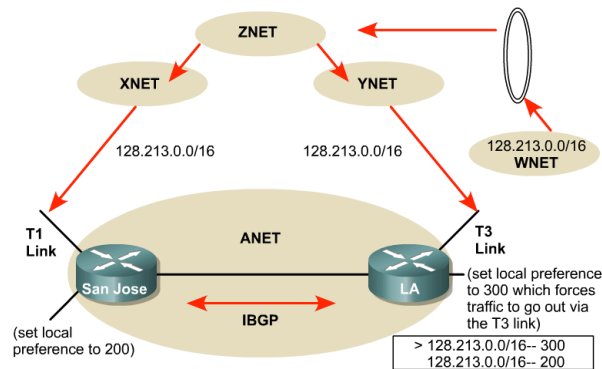 ZNET
XNET
YNET
128.213.0.0/16
128.213.0.0/16
128.213.0.0/16
WNET
T1
Link
ANET
T3
Link
San Jose
LA
IBGP
(set local
preference to 200)
(set local preference
to 300 which forces
traffic to go out via
the T3 link)
> 128.213.0.0/16-- 300
128.213.0.0/16-- 200